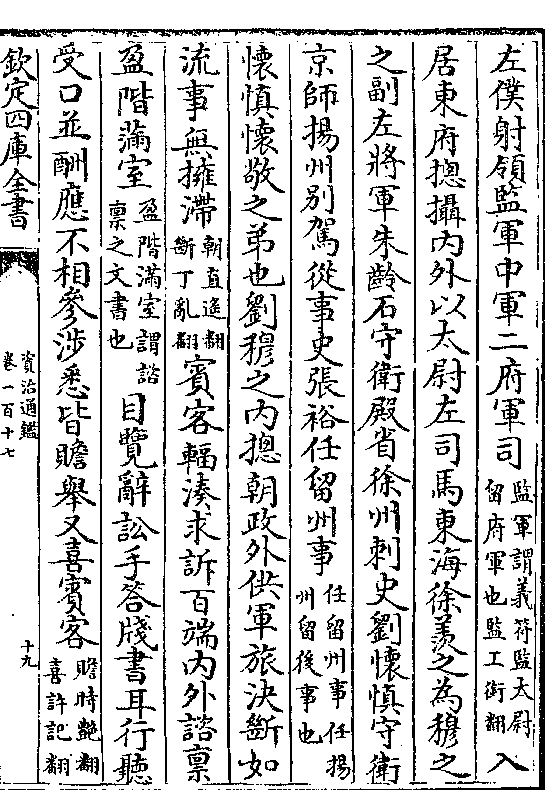 左僕射領監軍中軍二府軍司監軍謂義符監太尉留府軍也監工銜翻入
居東府總攝内外以太尉左司馬東海徐羨之為穆之
之副左將軍朱齡石守衛殿省徐州刺史劉懷慎守衛
京師揚州别駕從事史張裕任留州事任留州事任揚州留後事也
懷慎懷敬之弟也劉穆之内總朝政外供軍旅決斷如
流事無擁滯朝直遥翻斷丁亂翻賓客輻湊求訴百端内外諮禀
盈階滿室盈階滿室謂諮禀之文書也目覽辭訟手答牋書耳行聽
受口並酬應不相參涉悉皆贍舉又喜賓客贍時艶翻喜許記翻
欽定四庫全書
資治通鑑
卷一百十七
十九